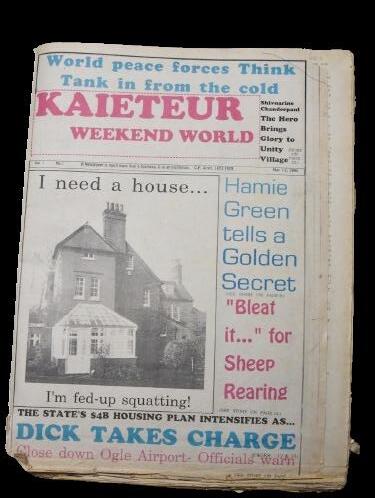 World peace forces Think
Tank in from the cold
KAIETEUR
WEEKEND WORLD
Shivnarine
Chanderpaul
The Hero
Brings
Glory to
Unity
Village
I need a house...
Hamie
Green
tells a
Golden
Secret
"Bleat
it..." for
Sheep
Rearing
I'm fed-up squatting!
THE STATE'S $4B HOUSING PLAN INTENSIFIES AS...
DICK TAKES CHARGE
Close down Ogle Airport- Officials warn